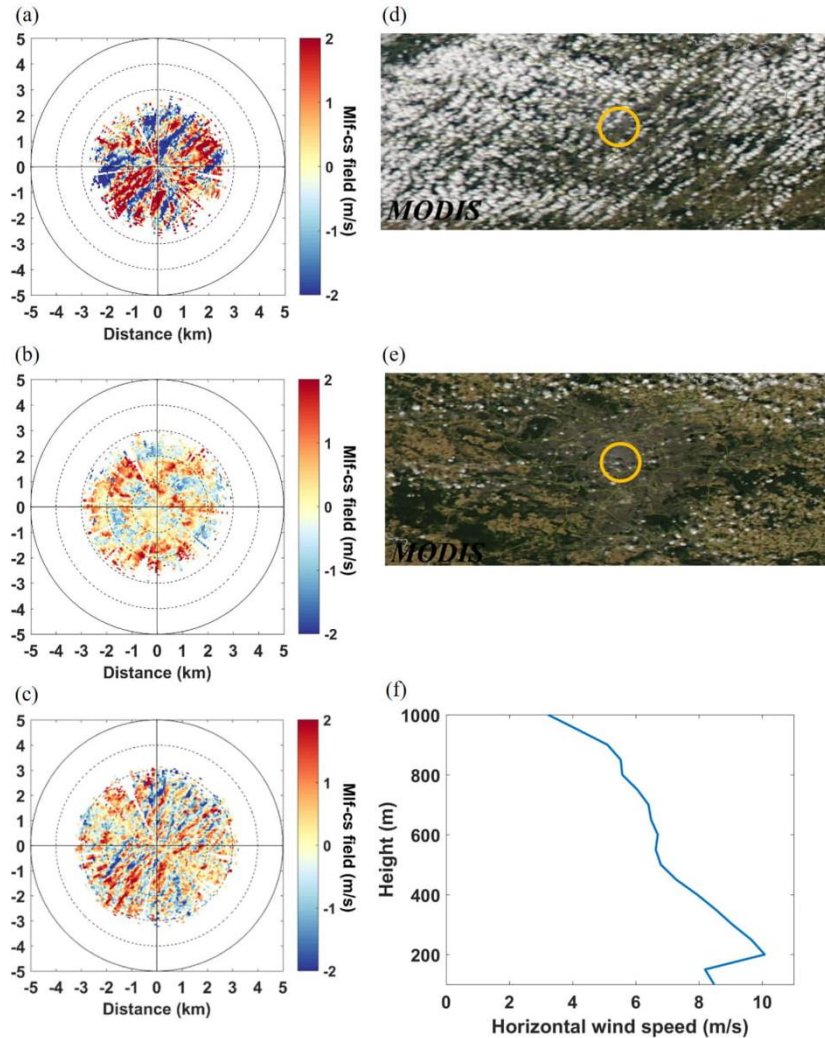 (a)
5
4
3
2
1
0
1
2
3
4
5
-5 -4 -3 -2 -1 0 1 2 3 4 5
Distance (km)
2
1
0
-1
-2
Mlf-cs field (m/s)
(d)
MODIS
(b)
5
4
3
2
1
0
-1
-2
-3
-4
-5
-5 -4 -3 -2 -1 0 1 2 3 4 5
Distance (km)
2
1
0
-1
-2
Mlf-cs field (m/s)
(e)
MODIS
(c)
5
4
3
2
1
0
-1
-2
-3
-4
-5
-5 -4 -3 -2 -1 0 1 2 3 4 5
Distance (km)
2
1
0
-1
-2
Mlf-cs field (m/s)
(f)
1000
800
600
400
200
Height (m)
0 2 4 6 8 10
Horizontal wind speed (m/s)